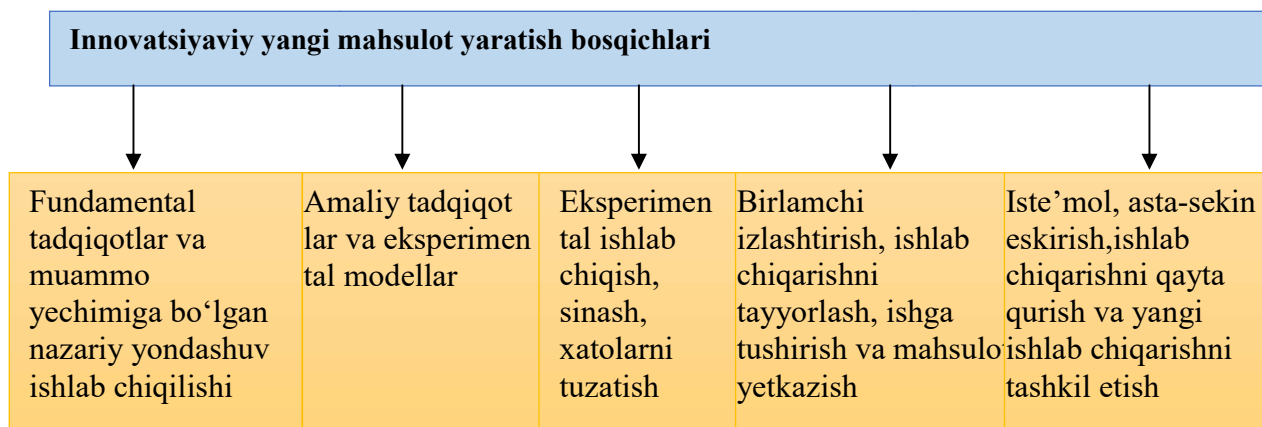 Innovatsiyaviy yangi mahsulot yaratish bosqichlari
Fundamental
tadqiqotlar va
muammo
yechimiga bo‘lgan
nazariy yondashuv
ishlab chiqilishi
Amaliy tadqiqot
lar va eksperimen
tal modellar
Eksperimen
tal ishlab
chiqish,
sinash,
xatolarni
tuzatish
Birlamchi
izlashtirish, ishlab
chiqarishni
tayyorlash, ishga
tushirish va mahsulo
yetkazish
Iste’mol, asta-sekin
eskirish,ishlab
chiqarishni qayta
qurish va yangi
ishlab chiqarishni
tashkil etish